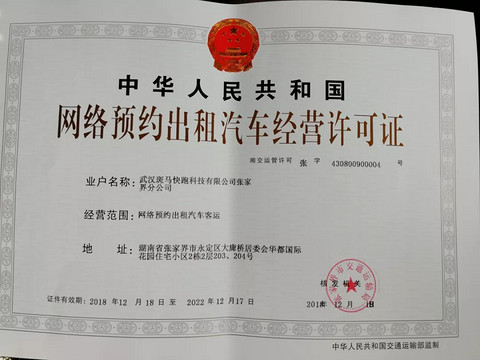 中华人民共和国
网络预约出租汽车经营许可证
湘交运管许可 张 字 430800900004 号
业户名称: 武汉斑马快跑科技有限公司张家
界分公司
经营范围: 网络预约出租汽车客运
地 址: 湖南省张家界市永定区大庸桥居委会华都国际
花园住宅小区2栋2层203、204号
核发机关
证件有效期: 2018 年 12 月 18 日 至 2022 年 12 月 17 日
2018 年 12 月 18 日
中华人民共和国交通运输部监制